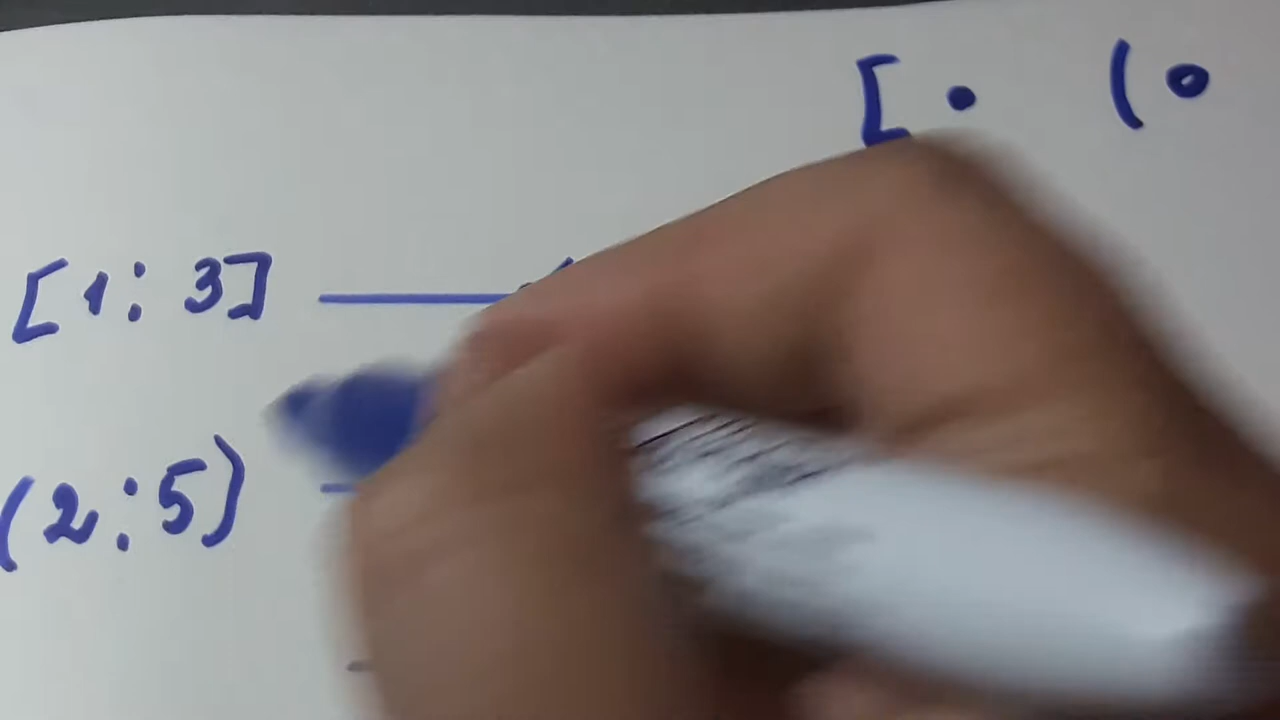 [ • ( ∘
[1; 3]
(2; 5)